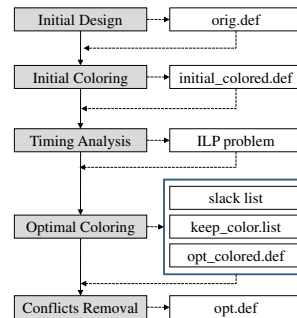 Initial Design
orig.def
Initial Coloring
initial_colored.def
Timing Analysis
ILP problem
slack list
Optimal Coloring
keep_color.list
opt_colored.def
Conflicts Removal
opt.def